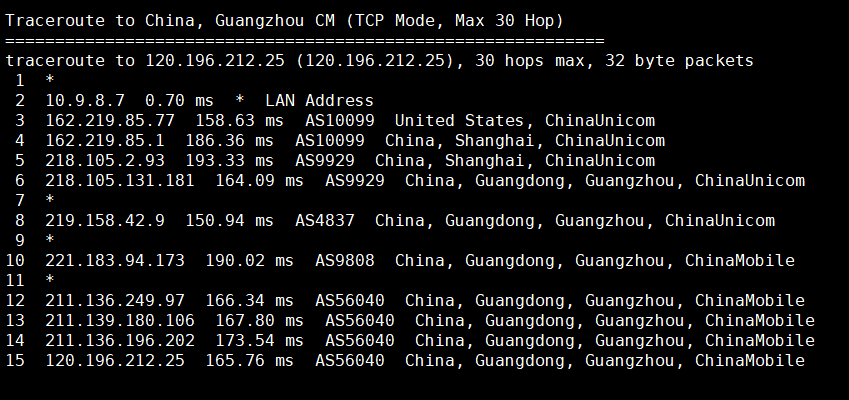 Traceroute to China, Guangzhou CM (TCP Mode, Max 30 Hop)
============================================================
traceroute to 120.196.212.25 (120.196.212.25), 30 hops max, 32 byte packets
 1  *
 2  10.9.8.7  0.70 ms  *  LAN Address
 3  162.219.85.77  158.63 ms  AS10099  United States, ChinaUnicom
 4  162.219.85.1  186.36 ms  AS10099  China, Shanghai, ChinaUnicom
 5  218.105.2.93  193.33 ms  AS9929  China, Shanghai, ChinaUnicom
 6  218.105.131.181  164.09 ms  AS9929  China, Guangdong, Guangzhou, ChinaUnicom
 7  *
 8  219.158.42.9  150.94 ms  AS4837  China, Guangdong, Guangzhou, ChinaUnicom
 9  *
10  221.183.94.173  190.02 ms  AS9808  China, Guangdong, Guangzhou, ChinaMobile
11  *
12  211.136.249.97  166.34 ms  AS56040  China, Guangdong, Guangzhou, ChinaMobile
13  211.139.180.106  167.80 ms  AS56040  China, Guangdong, Guangzhou, ChinaMobile
14  211.136.196.202  173.54 ms  AS56040  China, Guangdong, Guangzhou, ChinaMobile
15  120.196.212.25  165.76 ms  AS56040  China, Guangdong, Guangzhou, ChinaMobile